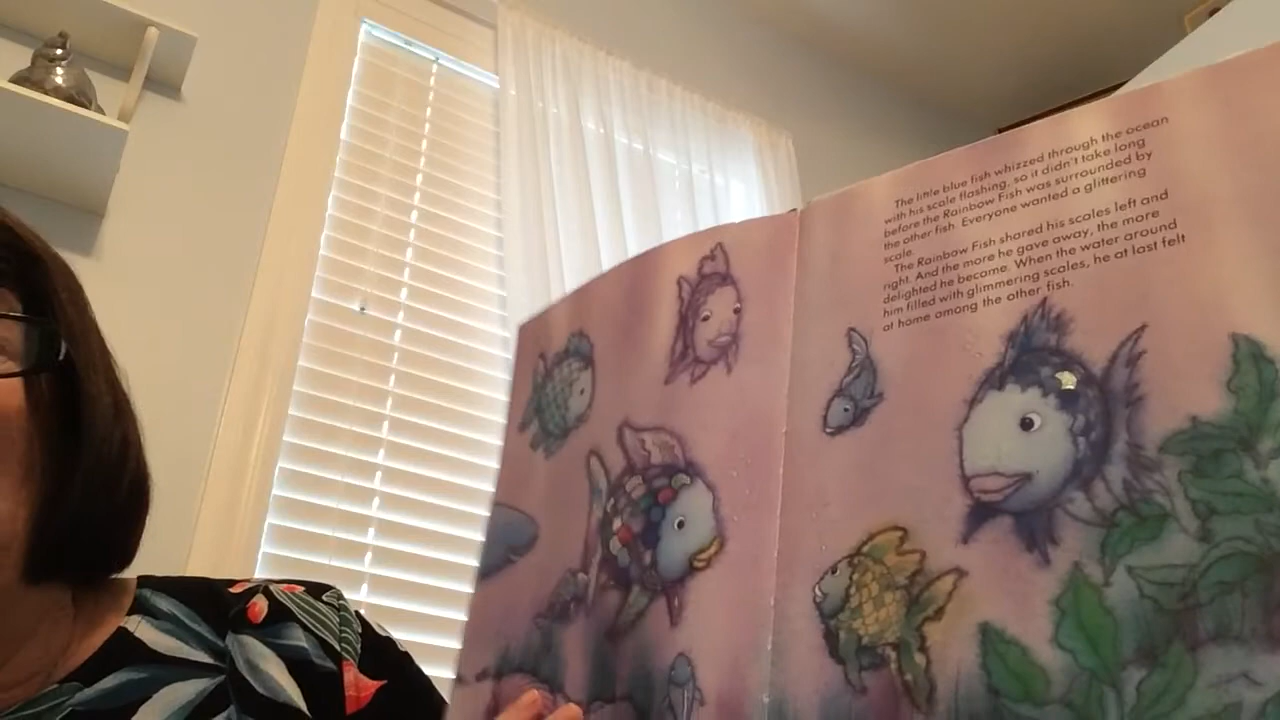 The little blue fish whizzed through the ocean
with his scale flashing, so it didn't take long
before the Rainbow Fish was surrounded by
the other fish. Everyone wanted a glittering
scale.
The Rainbow Fish shared his scales left and
right. And the more he gave away, the more
delighted he became. When the water around
him filled with glimmering scales, he at last felt
at home among the other fish.